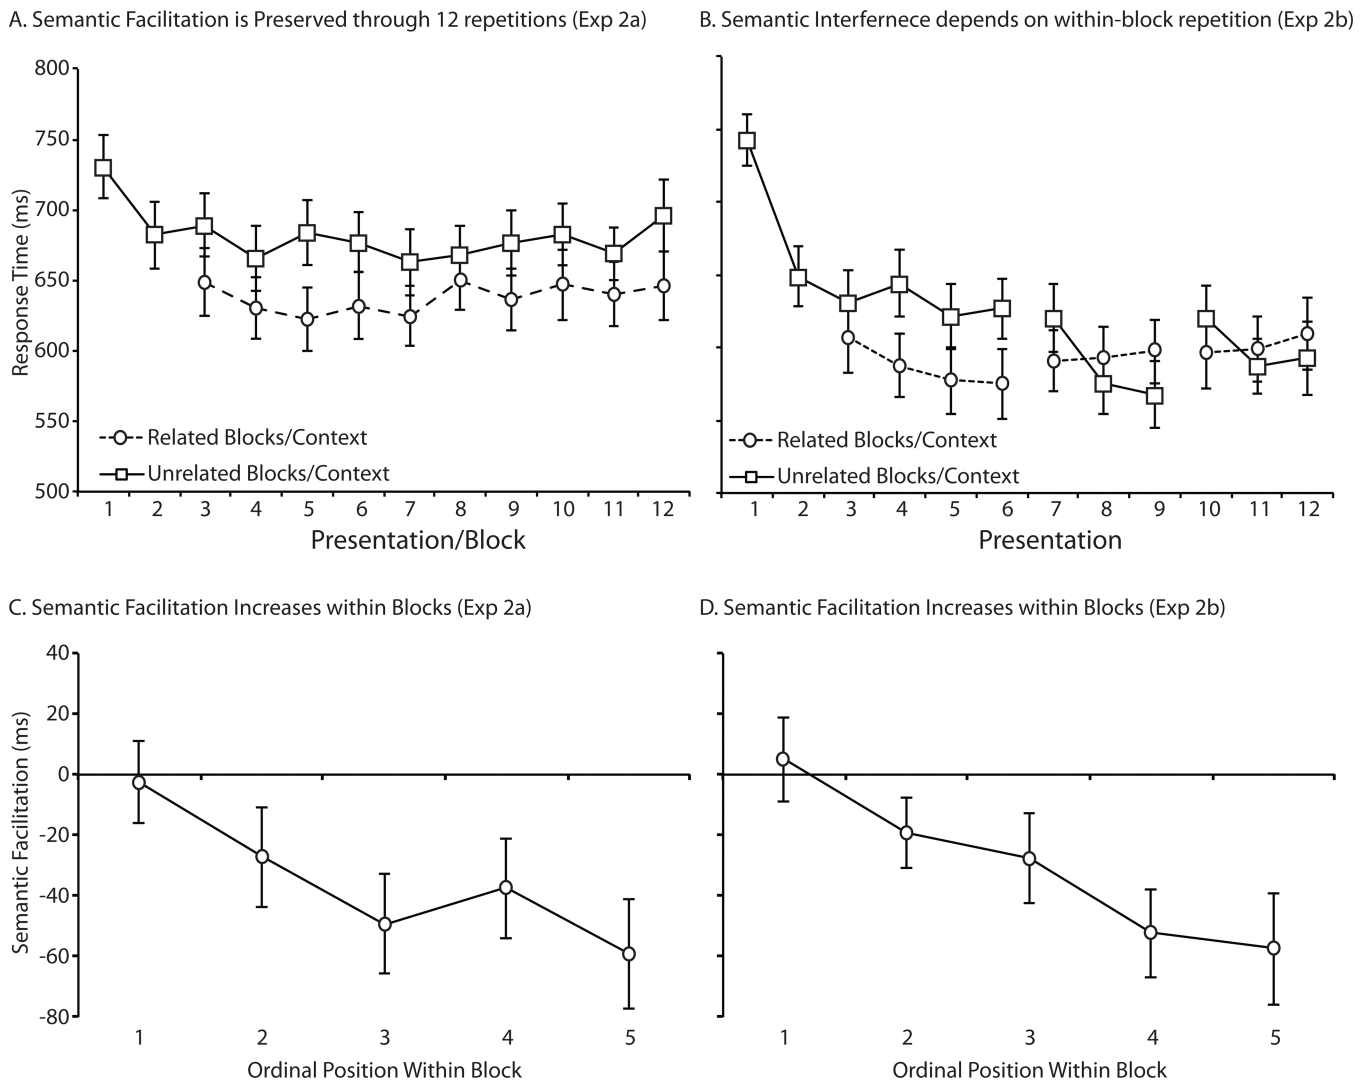 A. Semantic Facilitation is Preserved through 12 repetitions (Exp 2a)
800
750
700
650
600
550
500
Response Time (ms)
Related Blocks/Context
Unrelated Blocks/Context
1 2 3 4 5 6 7 8 9 10 11 12
Presentation/Block
B. Semantic Interfernece depends on within-block repetition (Exp 2b)
Related Blocks/Context
Unrelated Blocks/Context
1 2 3 4 5 6 7 8 9 10 11 12
Presentation
C. Semantic Facilitation Increases within Blocks (Exp 2a)
40
20
0
-20
-40
-60
-80
Semantic Facilitation (ms)
1 2 3 4 5
Ordinal Position Within Block
D. Semantic Facilitation Increases within Blocks (Exp 2b)
1 2 3 4 5
Ordinal Position Within Block